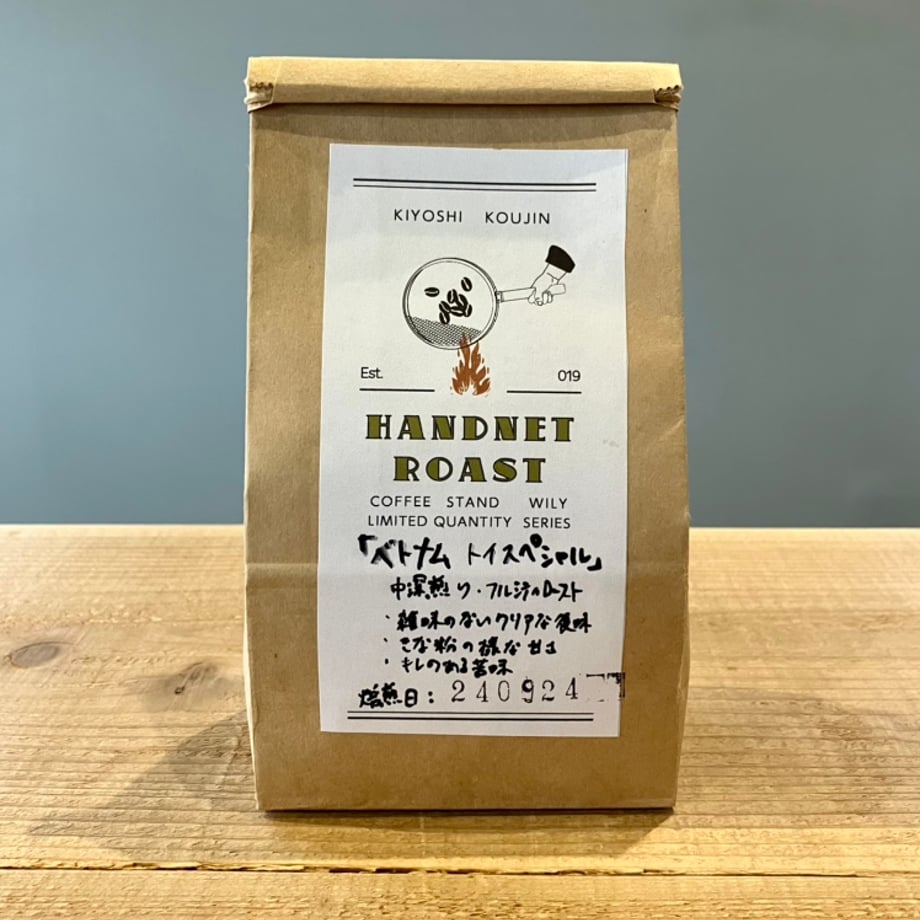 KIYOSHI KOUJIN
Est. 019
HANDNET
ROAST
COFFEE STAND WILY
LIMITED QUANTITY SERIES
「ベトナム トイスペシャル」
中深煎り・フルシティロースト
・雑味のないクリアな後味
・きな粉の様な甘さ
・キレのある苦味
焙煎日：240924